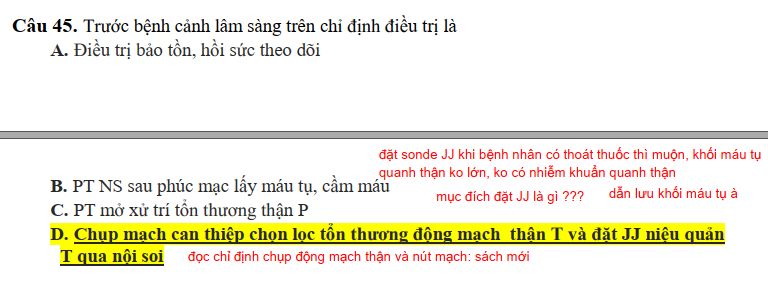 Câu 45. Trước bệnh cảnh lâm sàng trên chỉ định điều trị là
A. Điều trị bảo tồn, hồi sức theo dõi
đặt sonde JJ khi bệnh nhân có thoát thuốc thì muộn, khối máu tụ
quanh thận ko lớn, ko có nhiễm khuẩn quanh thận
B. PT NS sau phúc mạc lấy máu tụ, cầm máu
mục đích đặt JJ là gì ??? dẫn lưu khối máu tụ à
C. PT mở xử trí tổn thương thận P
D. Chụp mạch can thiệp chọn lọc tổn thương động mạch thận T và đặt JJ niệu quản
T qua nội soi đọc chỉ định chụp động mạch thận và nút mạch: sách mới